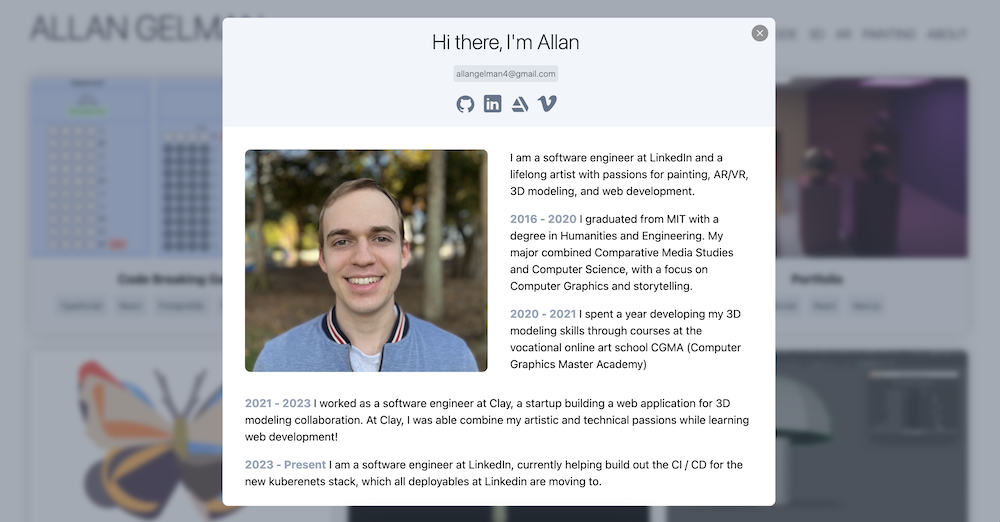 ALLAN GELMAN
3D AR PAINTING ABOUT
Hi there, I'm Allan
allangelman4@gmail.com
in
I am a software engineer at LinkedIn and a
lifelong artist with passions for painting, AR/VR,
3D modeling, and web development.
2016 - 2020 I graduated from MIT with a
degree in Humanities and Engineering. My
major combined Comparative Media Studies
and Computer Science, with a focus on
Computer Graphics and storytelling.
2020 - 2021 I spent a year developing my 3D
modeling skills through courses at the
vocational online art school CGMA (Computer
Graphics Master Academy)
2021 - 2023 I worked as a software engineer at Clay, a startup building a web application for 3D
modeling collaboration. At Clay, I was able combine my artistic and technical passions while learning
web development!
2023 - Present I am a software engineer at LinkedIn, currently helping build out the CI / CD for the
new kuberenets stack, which all deployables at Linkedin are moving to.
Code Breaking
Portfolio